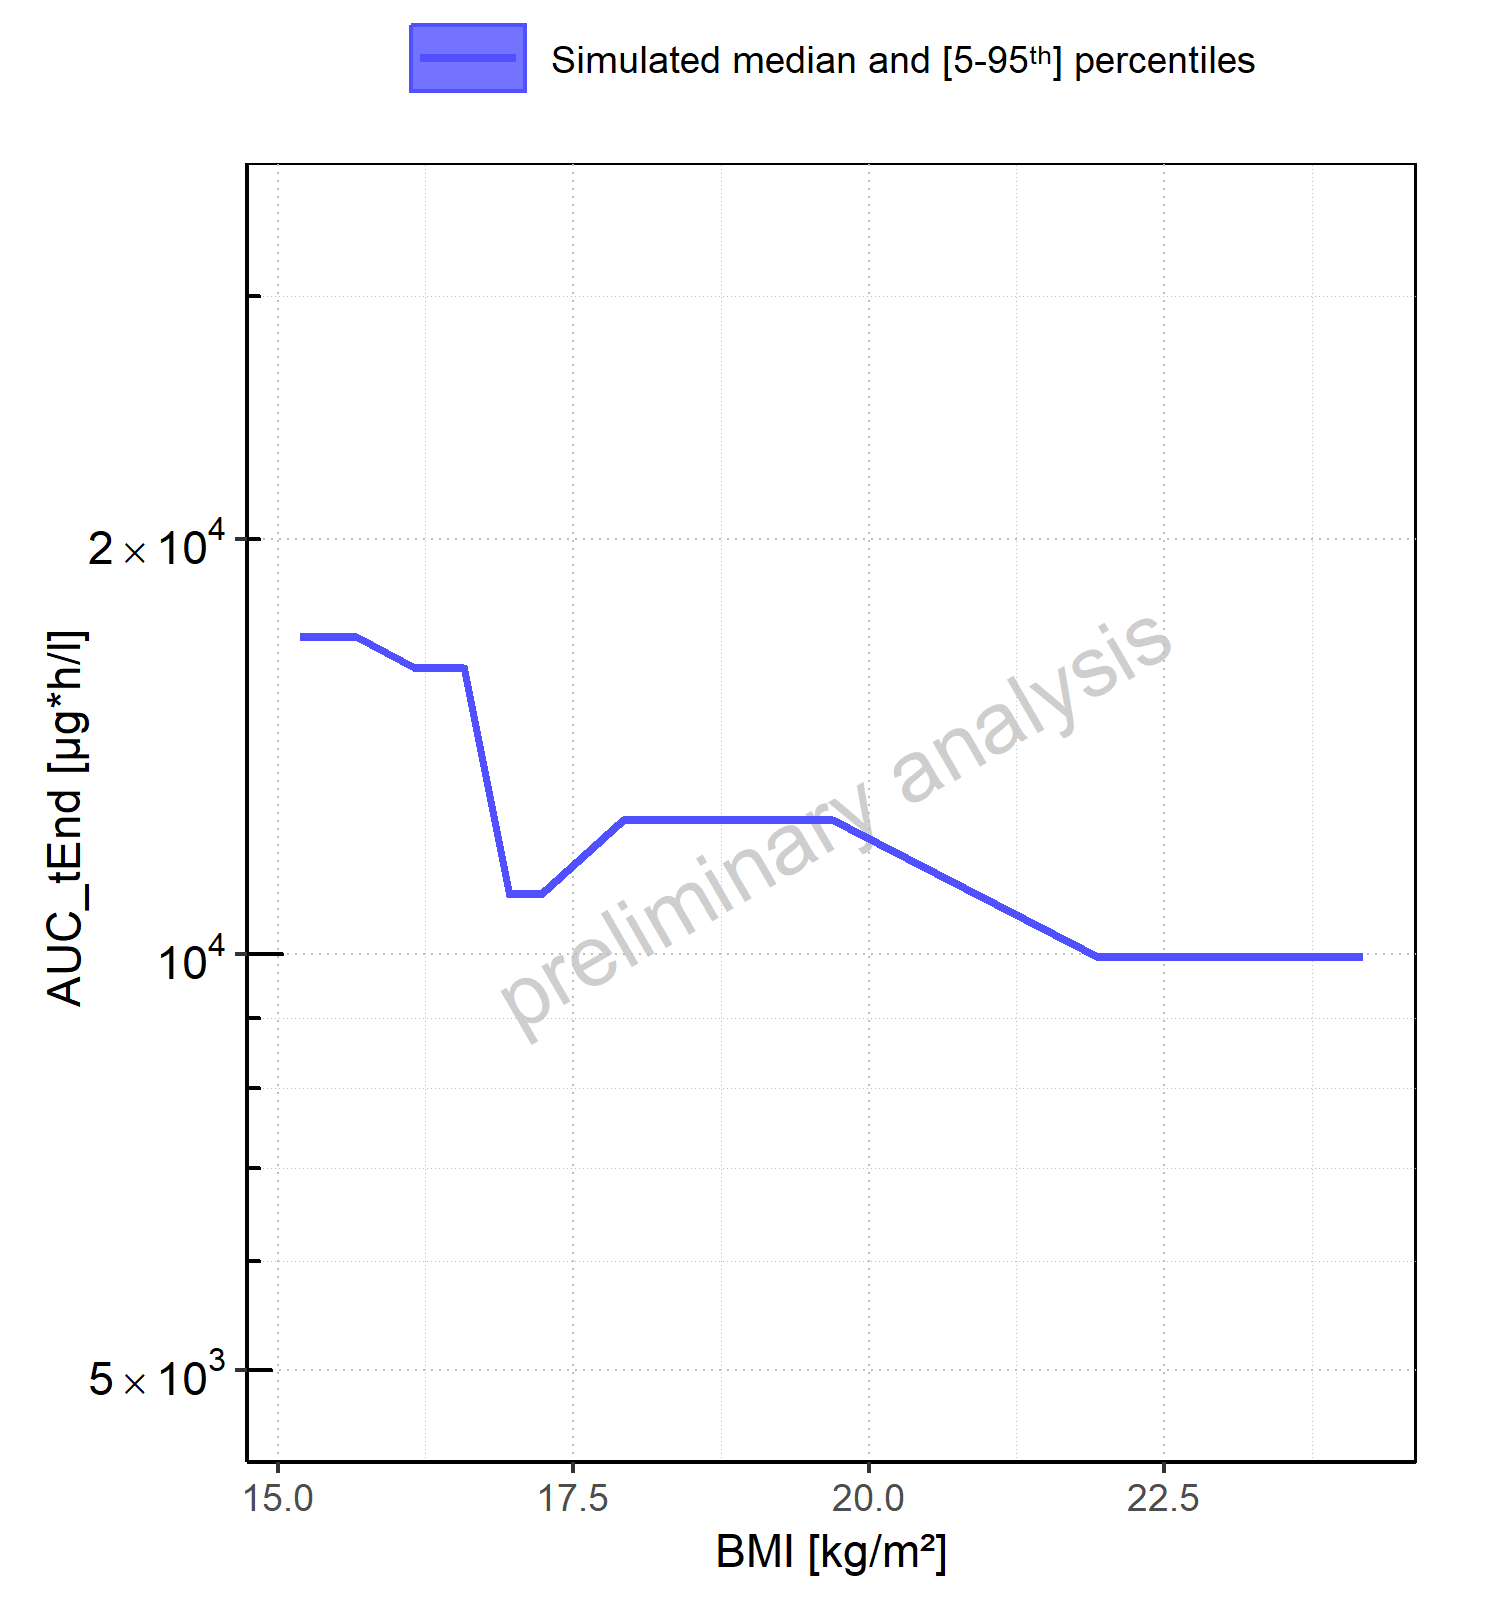 Simulated median and [5-95ᵗʰ] percentiles
2 × 10⁴
10⁴
5 × 10³
AUC_tEnd [µg*h/l]
preliminary analysis
15.0 17.5 20.0 22.5
BMI [kg/m²]